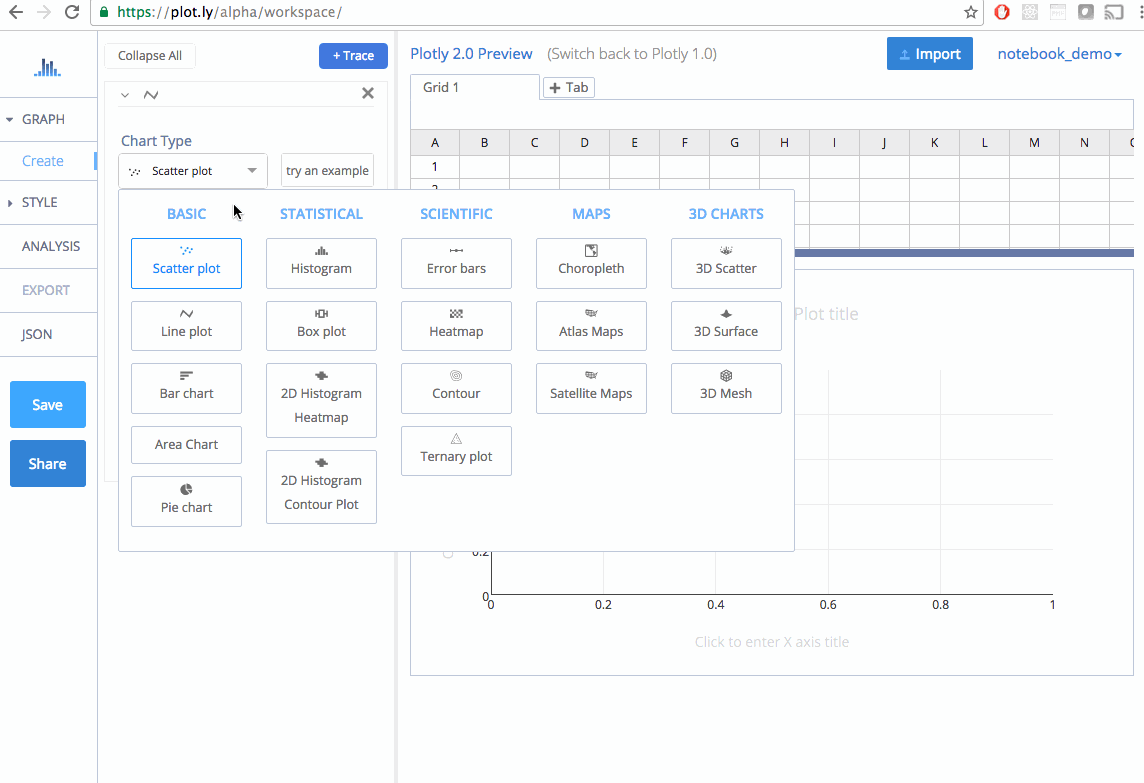 https://plot.ly/alpha/workspace/
Collapse All
+ Trace
Plotly 2.0 Preview (Switch back to Plotly 1.0)
Import
notebook_demo
GRAPH
Create
STYLE
ANALYSIS
EXPORT
JSON
Save
Share
Chart Type
Scatter plot
try an example
Grid 1
+ Tab
A B C D E F G H I J K L M N
1
BASIC STATISTICAL SCIENTIFIC MAPS 3D CHARTS
Scatter plot Histogram Error bars Choropleth 3D Scatter
Line plot Box plot Heatmap Atlas Maps 3D Surface
Bar chart 2D Histogram Contour Satellite Maps 3D Mesh
Heatmap
Area Chart
Ternary plot
2D Histogram
Pie chart Contour Plot
Plot title
0.2
0
0 0.2 0.4 0.6 0.8 1
Click to enter X axis title